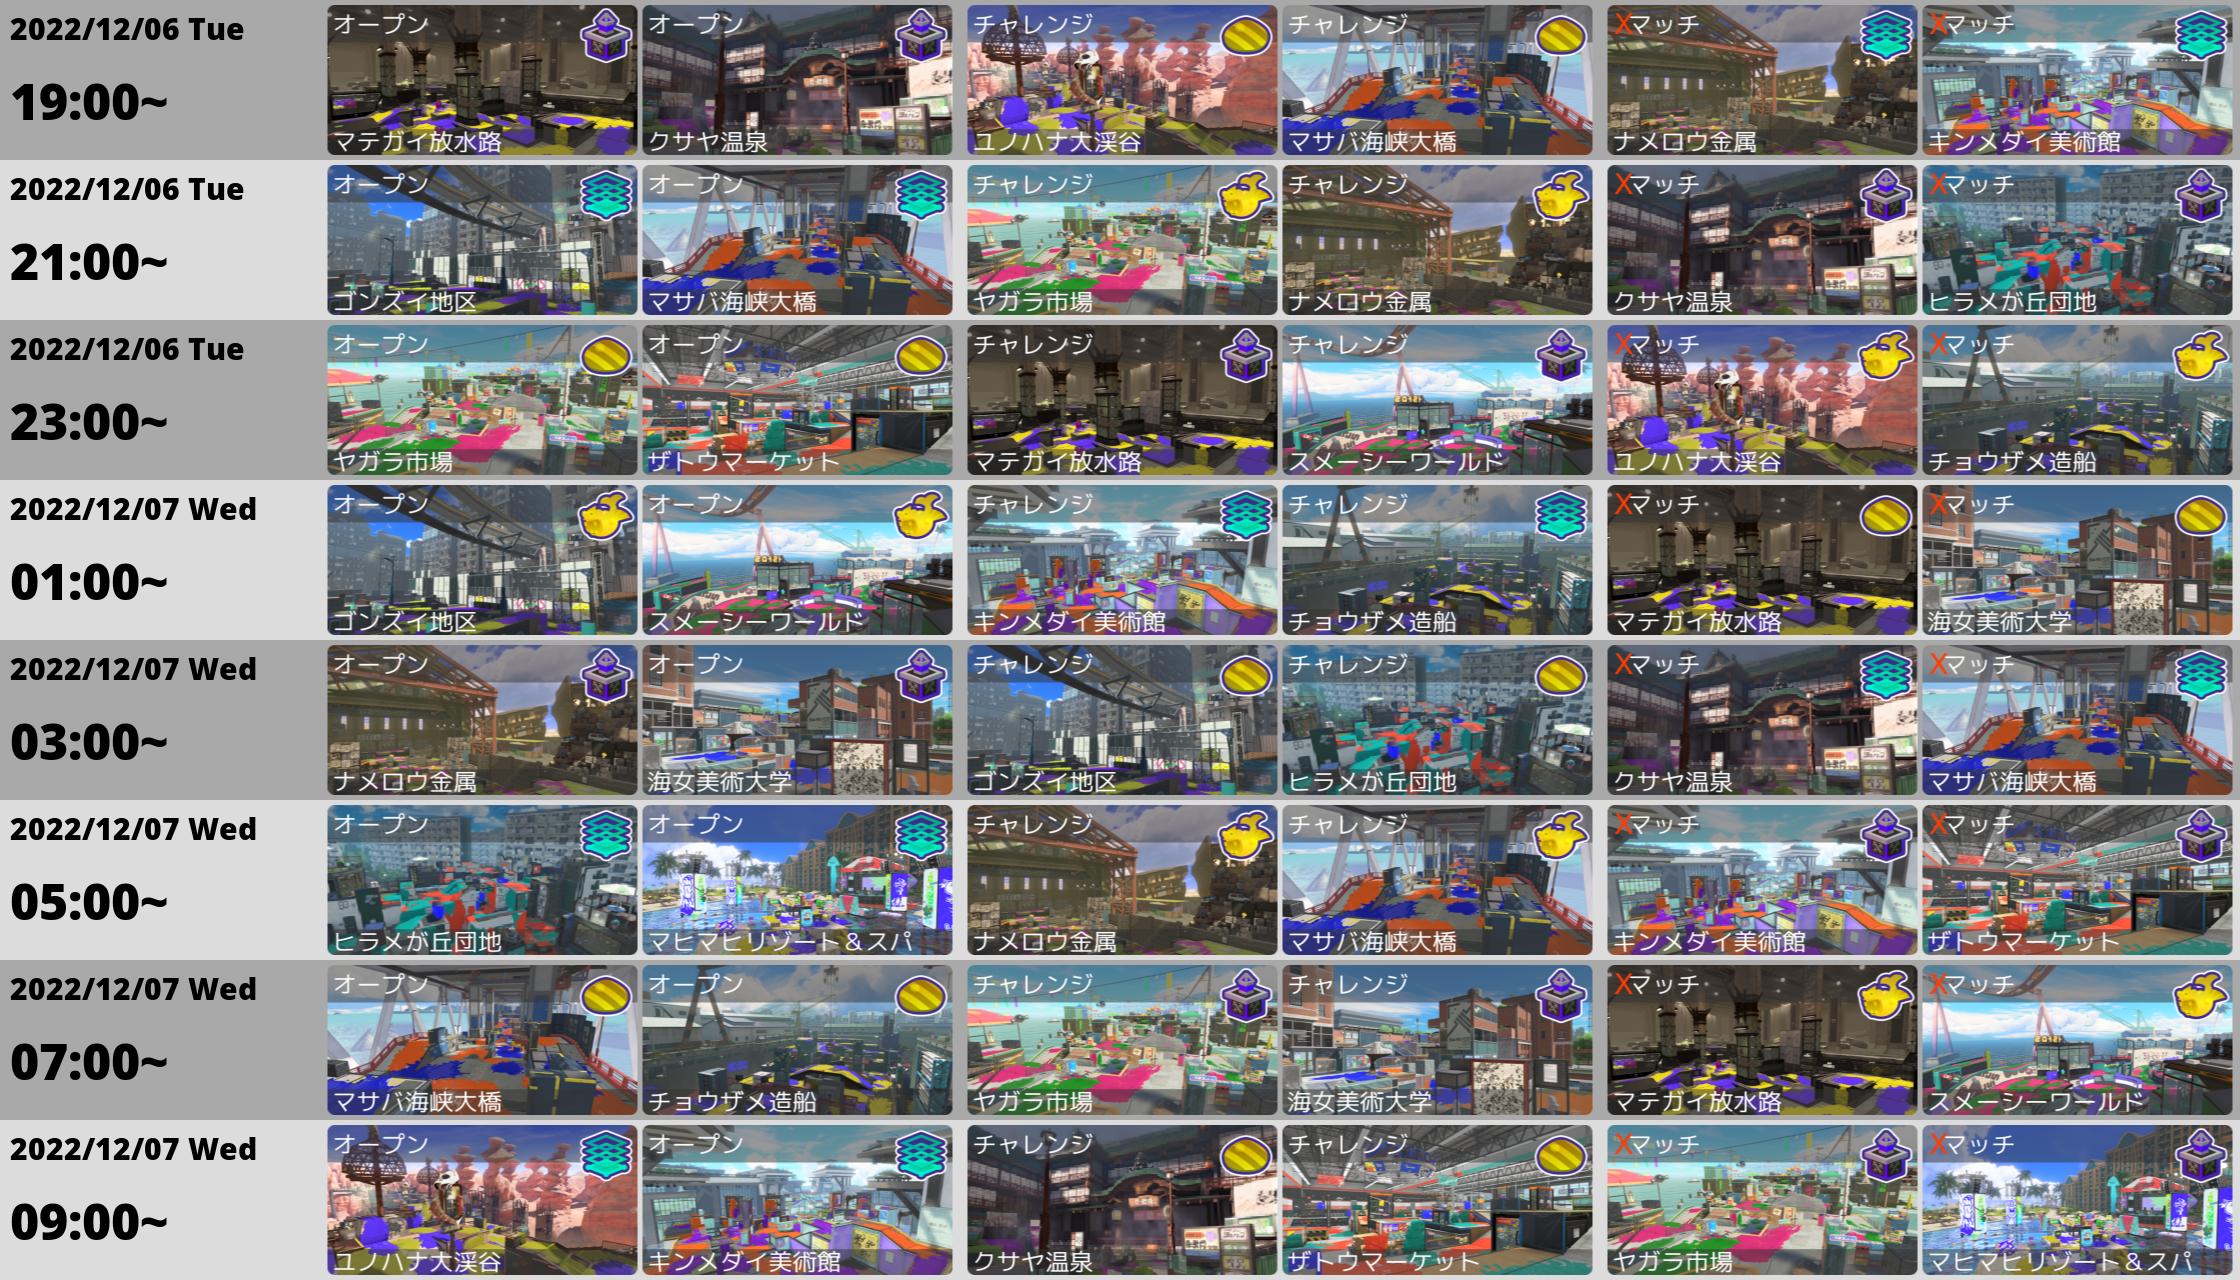 2022/12/06 Tue
19:00~
オープン
マテガイ放水路
オープン
クサヤ温泉
チャレンジ
ユノハナ大渓谷
チャレンジ
マサバ海峡大橋
Xマッチ
ナメロウ金属
Xマッチ
キンメダイ美術館
2022/12/06 Tue
21:00~
オープン
ゴンズイ地区
オープン
マサバ海峡大橋
チャレンジ
ヤガラ市場
チャレンジ
ナメロウ金属
Xマッチ
クサヤ温泉
Xマッチ
ヒラメが丘団地
2022/12/06 Tue
23:00~
オープン
ヤガラ市場
オープン
ザトウマーケット
チャレンジ
マテガイ放水路
チャレンジ
スメーシーワールド
Xマッチ
ユノハナ大渓谷
Xマッチ
チョウザメ造船
2022/12/07 Wed
01:00~
オープン
ゴンズイ地区
オープン
スメーシーワールド
チャレンジ
キンメダイ美術館
チャレンジ
チョウザメ造船
Xマッチ
マテガイ放水路
Xマッチ
海女美術大学
2022/12/07 Wed
03:00~
オープン
ナメロウ金属
オープン
海女美術大学
チャレンジ
ゴンズイ地区
チャレンジ
ヒラメが丘団地
Xマッチ
クサヤ温泉
Xマッチ
マサバ海峡大橋
2022/12/07 Wed
05:00~
オープン
ヒラメが丘団地
オープン
マヒマヒリゾート＆スパ
チャレンジ
ナメロウ金属
チャレンジ
マサバ海峡大橋
Xマッチ
キンメダイ美術館
Xマッチ
ザトウマーケット
2022/12/07 Wed
07:00~
オープン
マサバ海峡大橋
オープン
チョウザメ造船
チャレンジ
ヤガラ市場
チャレンジ
海女美術大学
Xマッチ
マテガイ放水路
Xマッチ
スメーシーワールド
2022/12/07 Wed
09:00~
オープン
ユノハナ大渓谷
オープン
キンメダイ美術館
チャレンジ
クサヤ温泉
チャレンジ
ザトウマーケット
Xマッチ
ヤガラ市場
Xマッチ
マヒマヒリゾート＆スパ